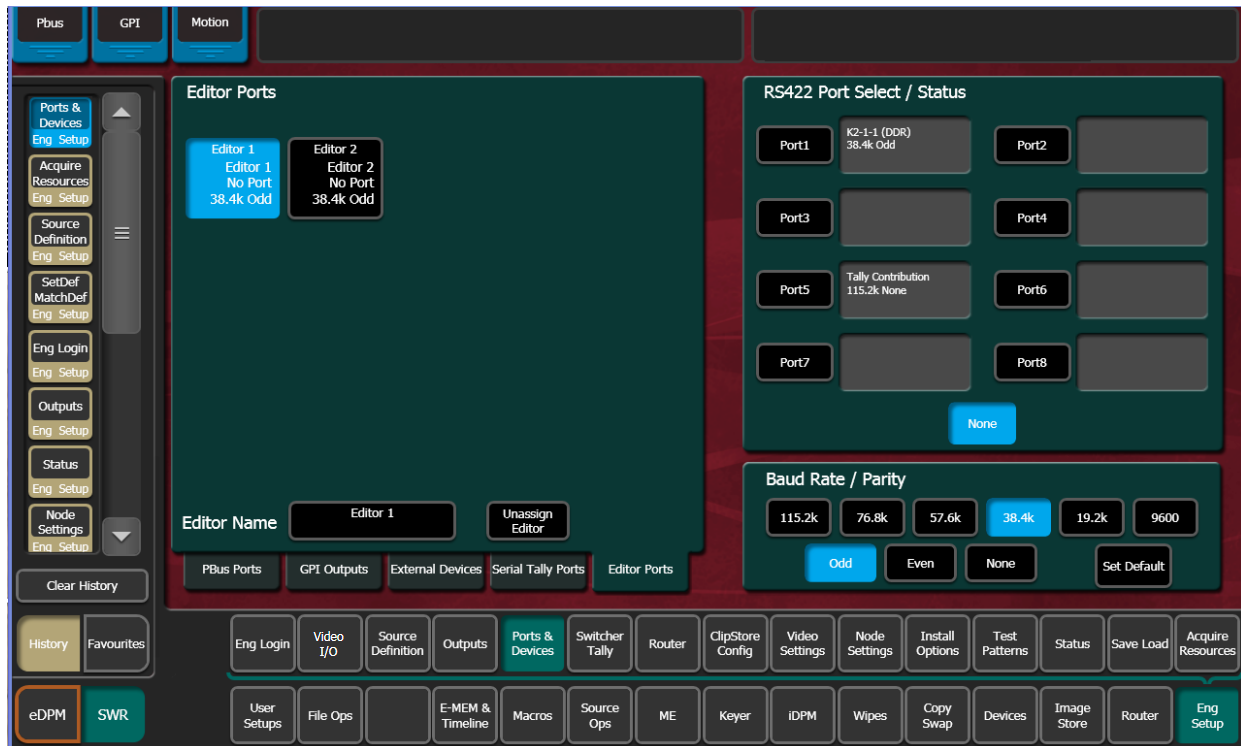 Pbus
GPI
Motion
Ports &
Devices
Eng Setup
Acquire
Resources
Eng Setup
Source
Definition
Eng Setup
SetDef
MatchDef
Eng Setup
Eng Login
Eng Setup
Outputs
Eng Setup
Status
Eng Setup
Node
Settings
Eng Setup
Clear History
History
Favourites
eDPM
SWR
Editor Ports
Editor 1
Editor 1
No Port
38.4k Odd
Editor 2
Editor 2
No Port
38.4k Odd
Editor Name
Editor 1
Unassign
Editor
PBus Ports
GPI Outputs
External Devices
Serial Tally Ports
Editor Ports
RS422 Port Select / Status
Port1
K2-1-1 (DDR)
38.4k Odd
Port2
Port3
Port4
Port5
Tally Contribution
115.2k None
Port6
Port7
Port8
None
Baud Rate / Parity
115.2k
76.8k
57.6k
38.4k
19.2k
9600
Odd
Even
None
Set Default
Eng Login
Video
I/O
Source
Definition
Outputs
Ports &
Devices
Switcher
Tally
Router
ClipStore
Config
Video
Settings
Node
Settings
Install
Options
Test
Patterns
Status
Save Load
Acquire
Resources
User
Setups
File Ops
E-MEM &
Timeline
Macros
Source
Ops
ME
Keyer
iDPM
Wipes
Copy
Swap
Devices
Image
Store
Router
Eng
Setup